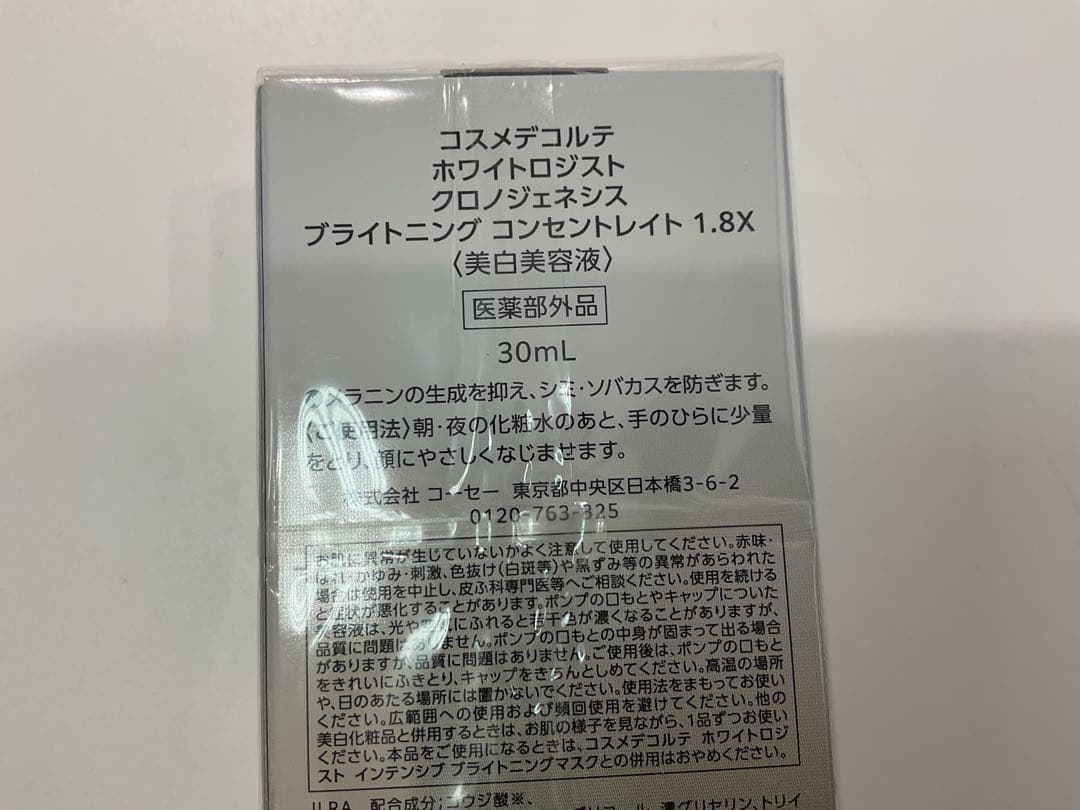 コスメデコルテ
ホワイトロジスト
クロノジェネシス
ブライトニング コンセントレイト 1.8X
〈美白美容液〉
医薬部外品
30mL
メラニンの生成を抑え、シミ・ソバカスを防ぎます。
〈ご使用法〉朝・夜の化粧水のあと、手のひらに少量
をとり、顔にやさしくなじませます。
株式会社 コーセー 東京都中央区日本橋3-6-2
0120-763-325
お肌に異常が生じていないかよく注意して使用してください。赤味・
はれ・かゆみ・刺激、色抜け(白斑等)や黒ずみ等の異常があらわれた
場合は使用を中止し、皮ふ科専門医等へご相談ください。使用を続ける
と症状が悪化することがあります。ポンプの口もとやキャップについた
美容液は、光や空気にふれると若干色が濃くなることがありますが、
品質に問題はありません。ポンプの口もとの中身が固まって出る場合
がありますが、品質に問題はありません。ご使用後は、ポンプの口もと
をきれいにふきとり、キャップをきちんとしめてください。高温の場所
や、日のあたる場所には置かないでください。使用法をまもってお使い
ください。広範囲への使用および頻回使用を避けてください。他の
美白化粧品と併用するときは、お肌の様子を見ながら、1品ずつお使い
ください。本品をご使用になるときは、コスメデコルテ ホワイトロジ
スト インテンシブ ブライトニングマスクとの併用はおやめください。
JURA 配合成分;コウジ酸※、
濃グリセリン、トリイ